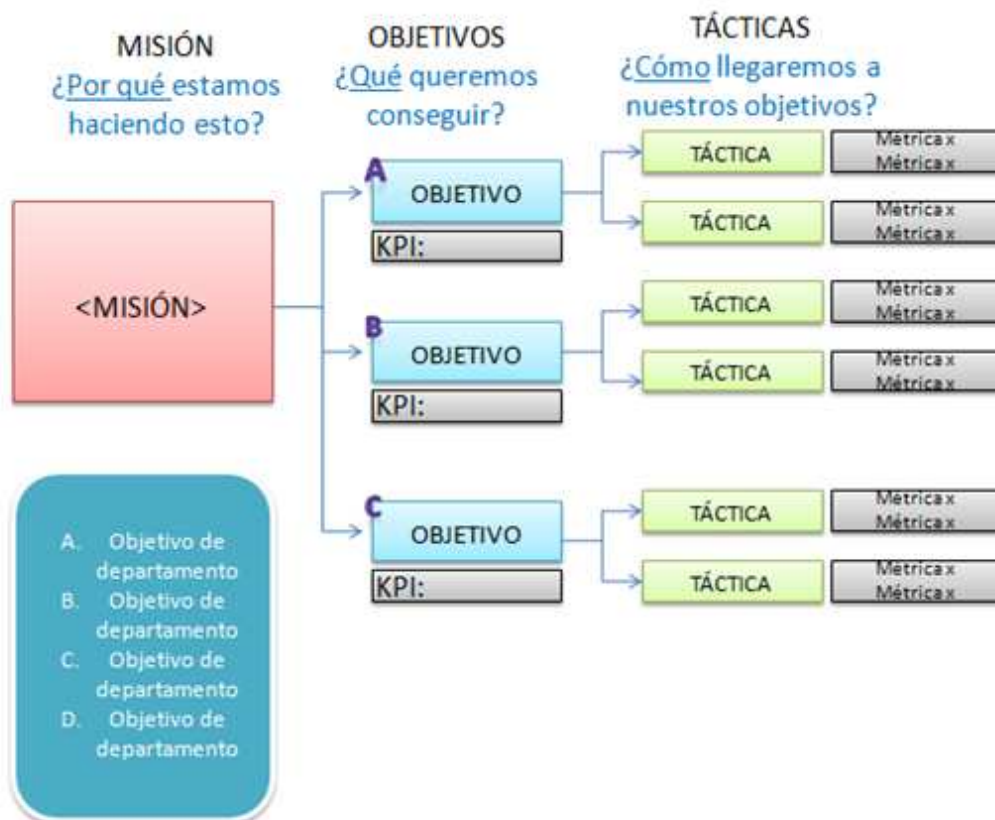 MISIÓN
¿Por qué estamos
haciendo esto?
OBJETIVOS
¿Qué queremos
conseguir?
TÁCTICAS
¿Cómo llegaremos a
nuestros objetivos?
<MISIÓN>
A
OBJETIVO
KPI:
TÁCTICA
Métrica x
Métrica x
TÁCTICA
Métrica x
Métrica x
B
OBJETIVO
KPI:
TÁCTICA
Métrica x
Métrica x
TÁCTICA
Métrica x
Métrica x
C
OBJETIVO
KPI:
TÁCTICA
Métrica x
Métrica x
TÁCTICA
Métrica x
Métrica x
A. Objetivo de
departamento
B. Objetivo de
departamento
C. Objetivo de
departamento
D. Objetivo de
departamento